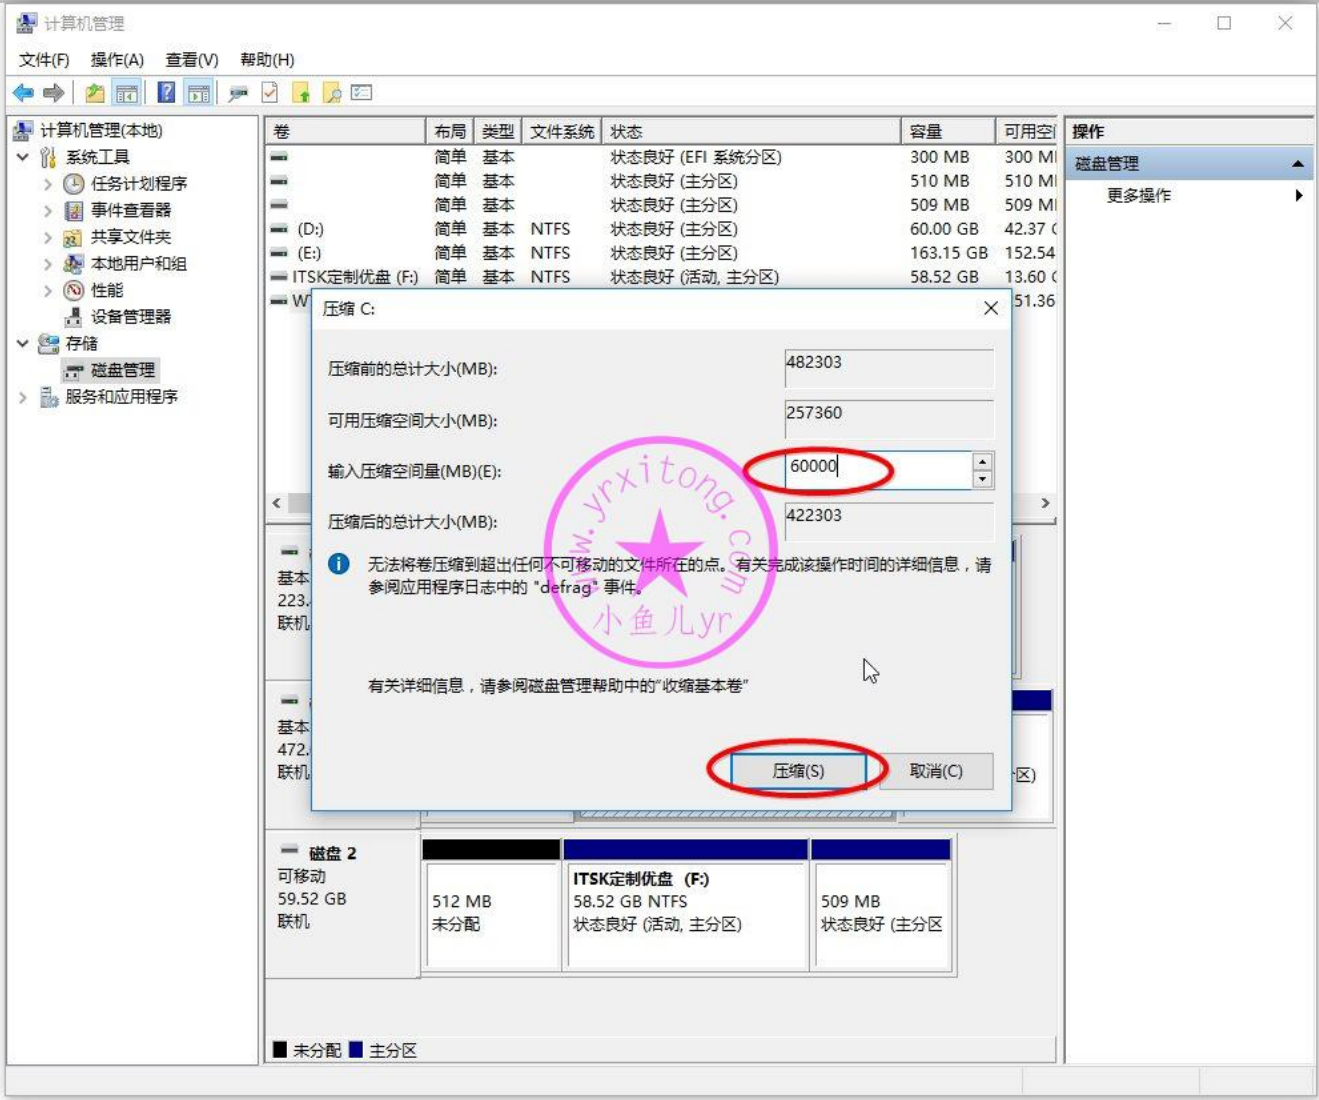 计算机管理
文件(F) 操作(A) 查看(V) 帮助(H)
计算机管理(本地)
系统工具
任务计划程序
事件查看器
共享文件夹
本地用户和组
性能
设备管理器
存储
磁盘管理
服务和应用程序
卷 布局 类型 文件系统 状态 容量 可用空
简单 基本 状态良好 (EFI 系统分区) 300 MB 300 M
简单 基本 状态良好 (主分区) 510 MB 510 M
简单 基本 状态良好 (主分区) 509 MB 509 M
(D:) 简单 基本 NTFS 状态良好 (主分区) 60.00 GB 42.37
(E:) 简单 基本 NTFS 状态良好 (主分区) 163.15 GB 152.54
ITSK定制优盘 (F:) 简单 基本 NTFS 状态良好 (活动, 主分区) 58.52 GB 13.60
W 51.36
操作
磁盘管理
更多操作
压缩 C:
压缩前的总计大小(MB): 482303
可用压缩空间大小(MB): 257360
输入压缩空间量(MB)(E): 60000
压缩后的总计大小(MB): 422303
无法将卷压缩到超出任何不可移动的文件所在的点。有关完成该操作时间的详细信息，请
参阅应用程序日志中的 "defrag" 事件。
有关详细信息，请参阅磁盘管理帮助中的“收缩基本卷”
压缩(S) 取消(C)
www.yrxitong.com
小鱼儿yr
基本
223.
联机
基本
472.
联机
区)
磁盘 2
可移动
59.52 GB
联机
512 MB
未分配
ITSK定制优盘 (F:)
58.52 GB NTFS
状态良好 (活动, 主分区)
509 MB
状态良好 (主分区
未分配 主分区